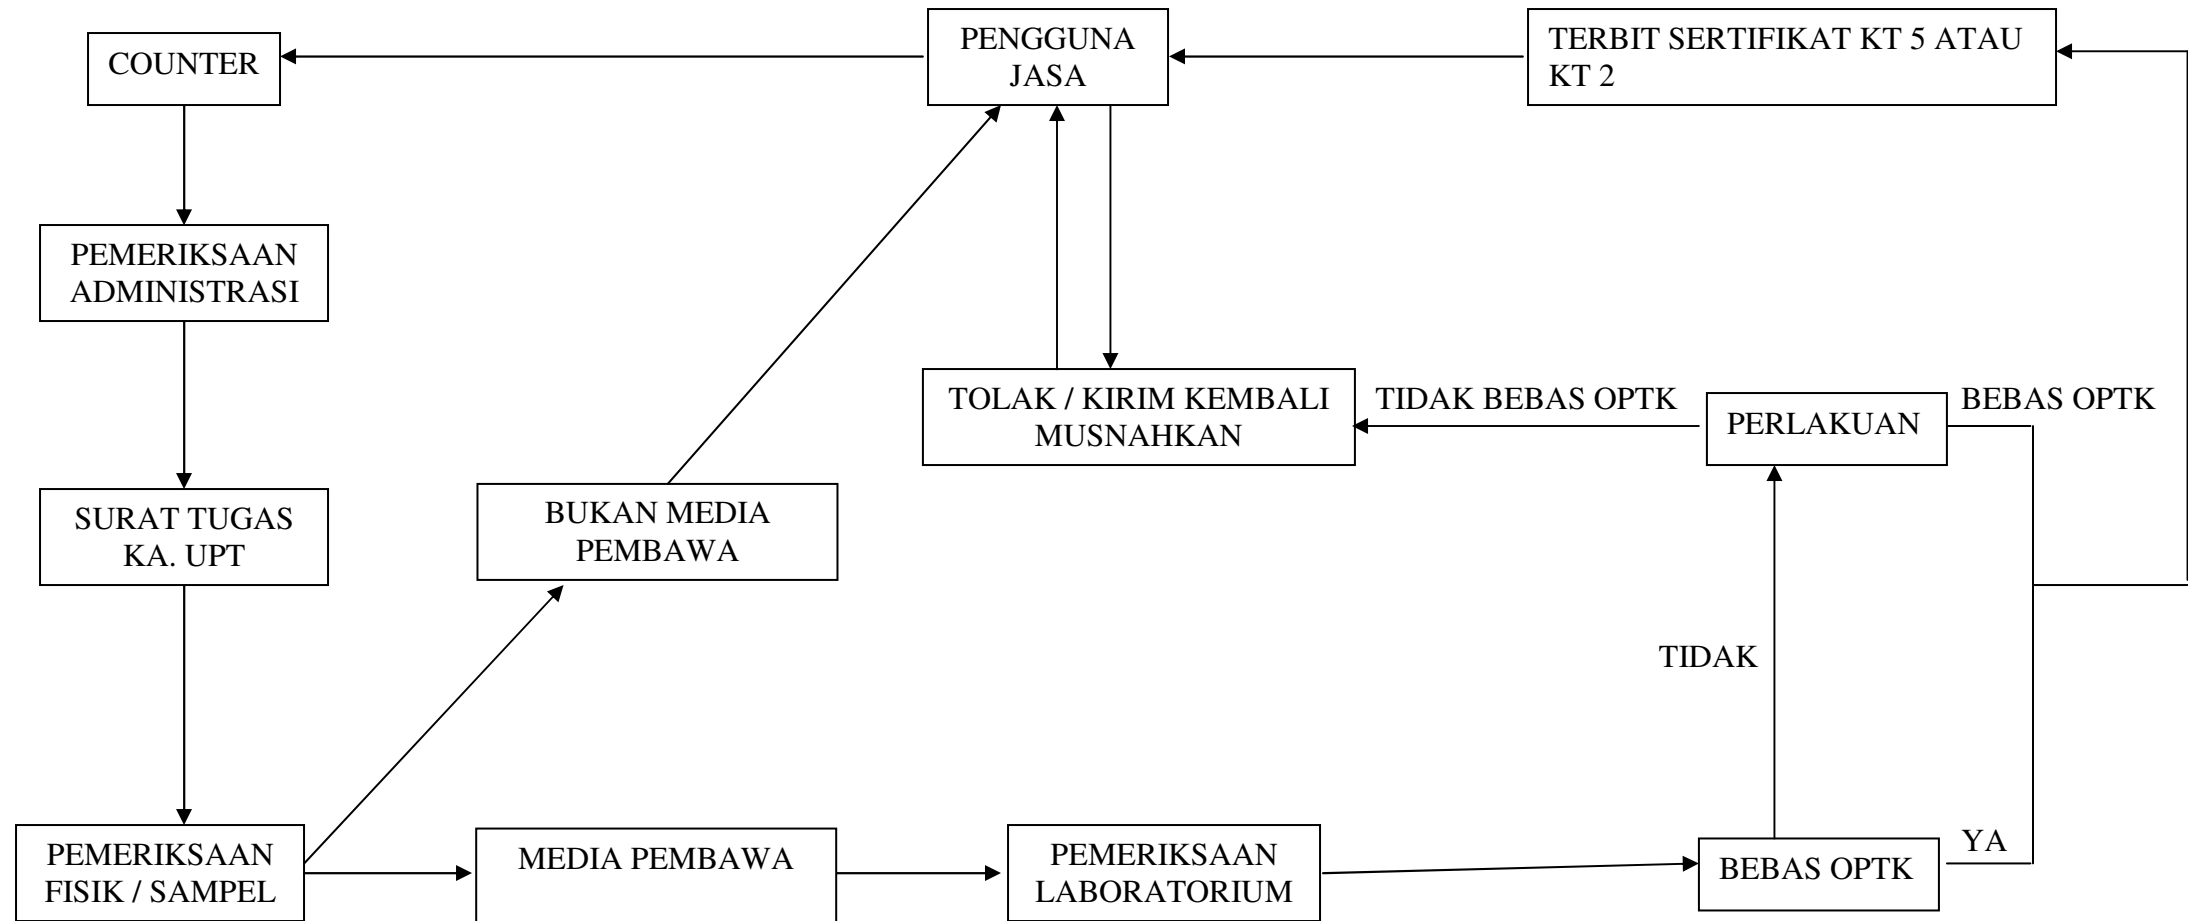 COUNTER
PENGGUNA
JASA
TERBIT SERTIFIKAT KT 5 ATAU
KT 2
PEMERIKSAAN
ADMINISTRASI
TOLAK / KIRIM KEMBALI
MUSNAHKAN
TIDAK BEBAS OPTK
PERLAKUAN
BEBAS OPTK
SURAT TUGAS
KA. UPT
BUKAN MEDIA
PEMBAWA
TIDAK
PEMERIKSAAN
FISIK / SAMPEL
MEDIA PEMBAWA
PEMERIKSAAN
LABORATORIUM
BEBAS OPTK
YA